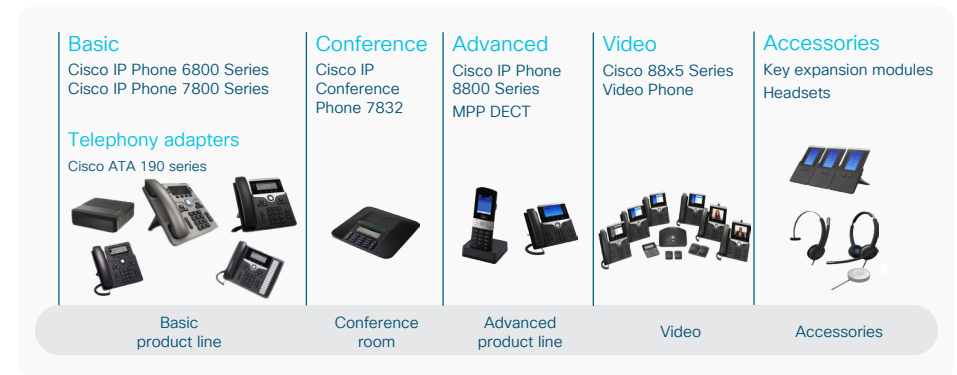 Basic
Cisco IP Phone 6800 Series
Cisco IP Phone 7800 Series
Telephony adapters
Cisco ATA 190 series
Conference
Cisco IP
Conference
Phone 7832
Advanced
Cisco IP Phone
8800 Series
MPP DECT
Video
Cisco 88x5 Series
Video Phone
Accessories
Key expansion modules
Headsets
Basic
product line
Conference
room
Advanced
product line
Video
Accessories